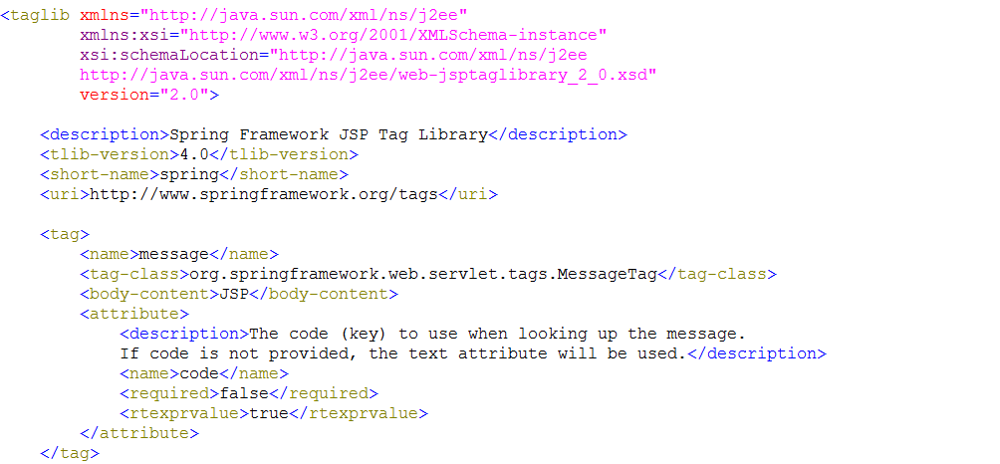 <taglib xmlns="http://java.sun.com/xml/ns/j2ee"
        xmlns:xsi="http://www.w3.org/2001/XMLSchema-instance"
        xsi:schemaLocation="http://java.sun.com/xml/ns/j2ee
        http://java.sun.com/xml/ns/j2ee/web-jsptaglibrary_2_0.xsd"
        version="2.0">

    <description>Spring Framework JSP Tag Library</description>
    <tlib-version>4.0</tlib-version>
    <short-name>spring</short-name>
    <uri>http://www.springframework.org/tags</uri>

    <tag>
        <name>message</name>
        <tag-class>org.springframework.web.servlet.tags.MessageTag</tag-class>
        <body-content>JSP</body-content>
        <attribute>
            <description>The code (key) to use when looking up the message.
            If code is not provided, the text attribute will be used.</description>
            <name>code</name>
            <required>false</required>
            <rtexprvalue>true</rtexprvalue>
        </attribute>
    </tag>